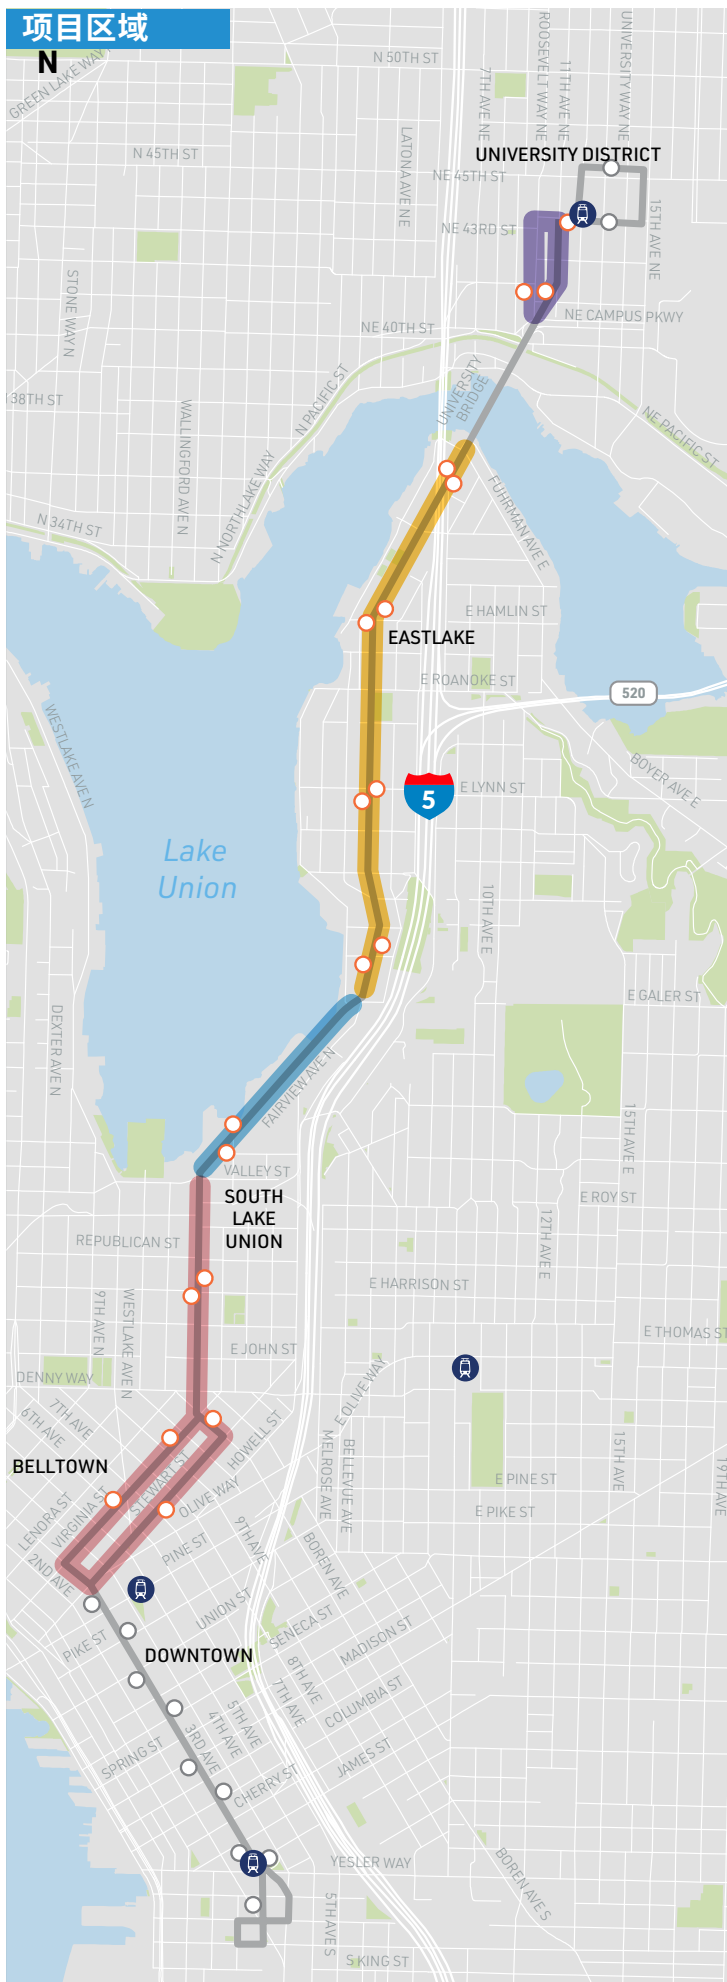 项目区域
N
GREEN LAKE WAY N
N 50TH ST
7TH AVE NE
ROOSEVELT WAY NE
11TH AVE NE
UNIVERSITY WAY NE
LATONA AVE NE
N 45TH ST
UNIVERSITY DISTRICT
NE 45TH ST
15TH AVE NE
NE 43RD ST
STONE WAY N
NE CAMPUS PKWY
NE 40TH ST
UNIVERSITY
BRIDGE
N PACIFIC ST
38TH ST
WALLINGFORD AVE N
NE PACIFIC ST
N NORTHLAKE WAY
FUHRMAN AVE E
N 34TH ST
E HAMLIN ST
EASTLAKE
E ROANOKE ST
520
WESTLAKE AVE N
BOYER AVE E
5
E LYNN ST
Lake
Union
10TH AVE E
E GALER ST
DEXTER AVE N
FAIRVIEW AVE N
15TH AVE E
VALLEY ST
SOUTH
LAKE
UNION
E ROY ST
12TH AVE E
REPUBLICAN ST
E HARRISON ST
9TH AVE N
WESTLAKE AVE N
E THOMAS ST
E JOHN ST
DENNY WAY
E OLIVE WAY
7TH AVE
6TH AVE
HOWELL ST
MELROSE AVE
BELLEVUE AVE
15TH AVE
19TH AVE
BELLTOWN
STEWART ST
E PINE ST
OLIVE WAY
LENORA ST
VIRGINIA ST
E PIKE ST
9TH AVE
PINE ST
BOREN AVE
2ND AVE
UNION ST
SENECA ST
PIKE ST
MADISON ST
DOWNTOWN
8TH AVE
7TH AVE
COLUMBIA ST
5TH AVE
4TH AVE
3RD AVE
SPRING ST
JAMES ST
CHERRY ST
YESLER WAY
BOREN AVE S
5TH AVE S
S KING ST